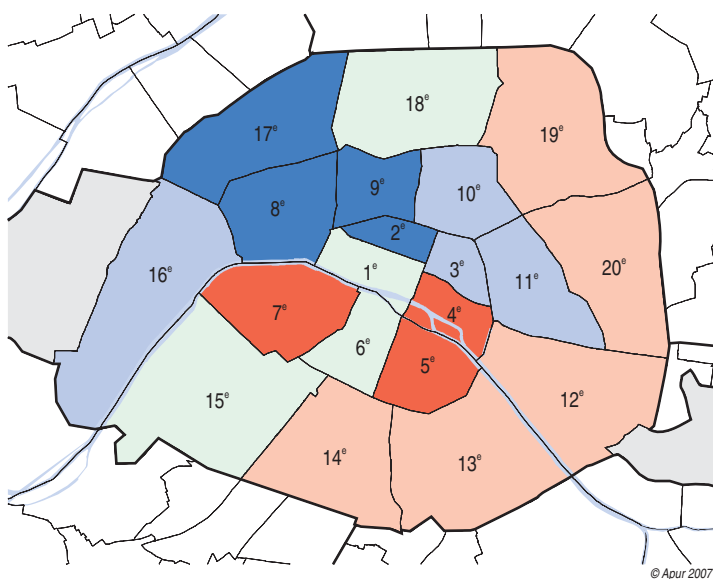 18ᵉ
17ᵉ
19ᵉ
9ᵉ
10ᵉ
8ᵉ
2ᵉ
16ᵉ
1ᵉ
3ᵉ
11ᵉ
20ᵉ
7ᵉ
4ᵉ
6ᵉ
5ᵉ
15ᵉ
12ᵉ
14ᵉ
13ᵉ
© Apur 2007